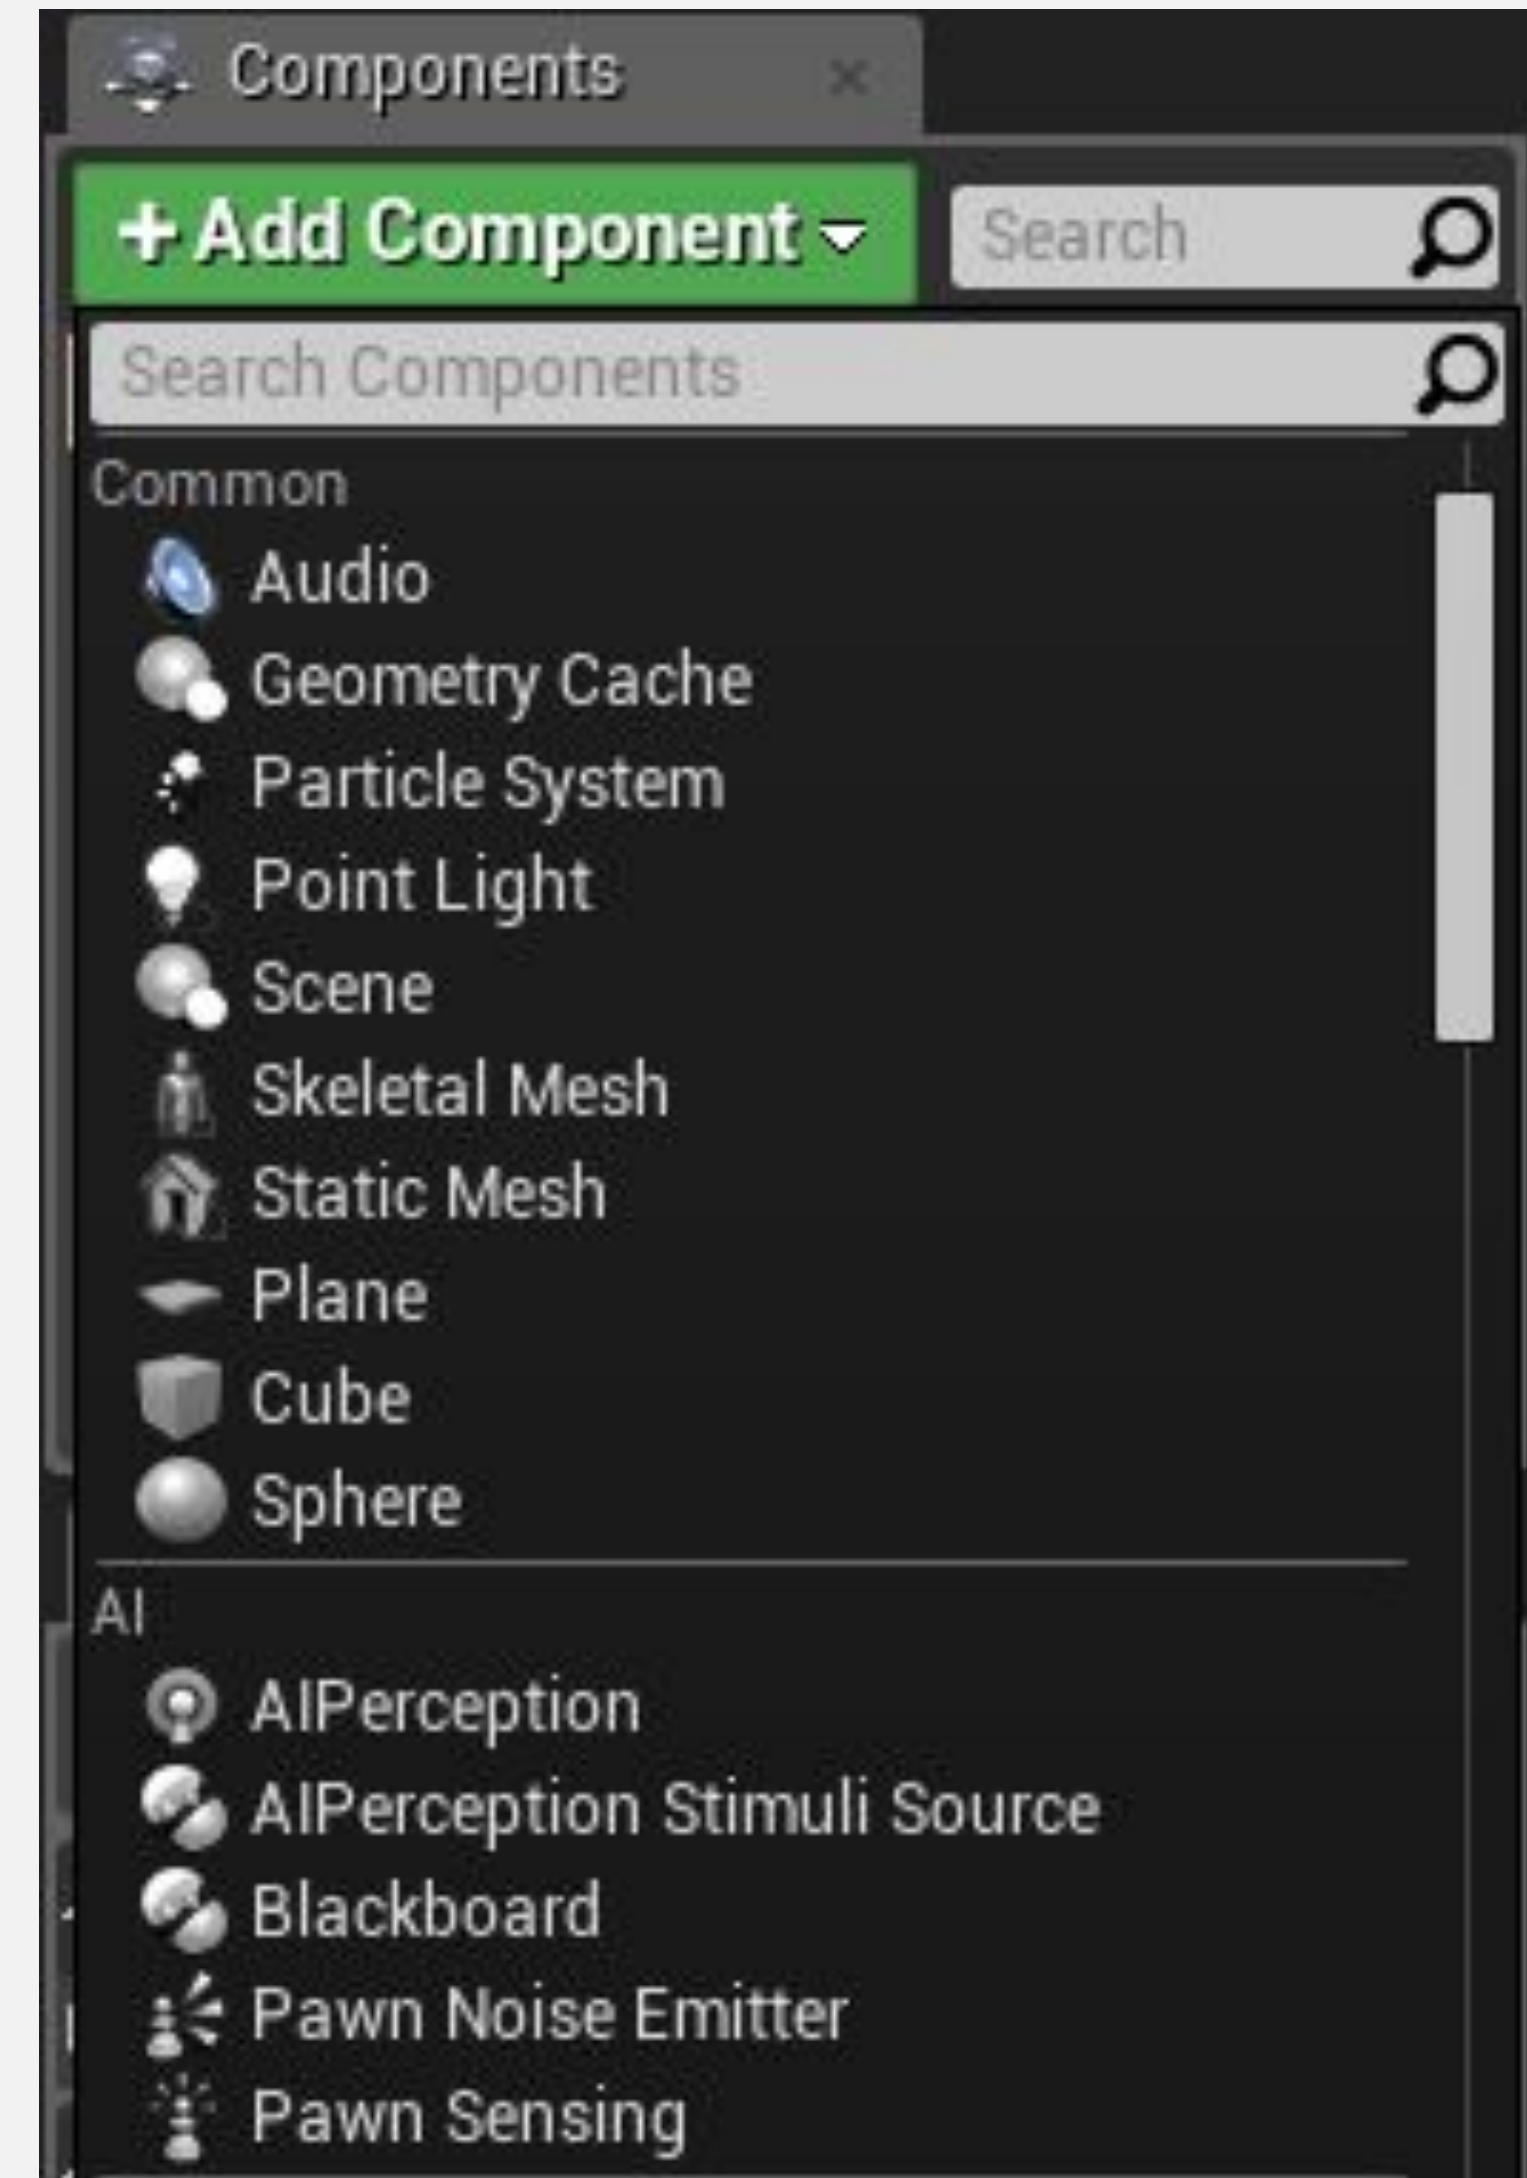 Components
Add Component
Search
Search Components
Common
Audio
Geometry Cache
Particle System
Point Light
Scene
Skeletal Mesh
Static Mesh
Plane
Cube
Sphere
AI
AIPerception
AIPerception Stimuli Source
Blackboard
Pawn Noise Emitter
Pawn Sensing